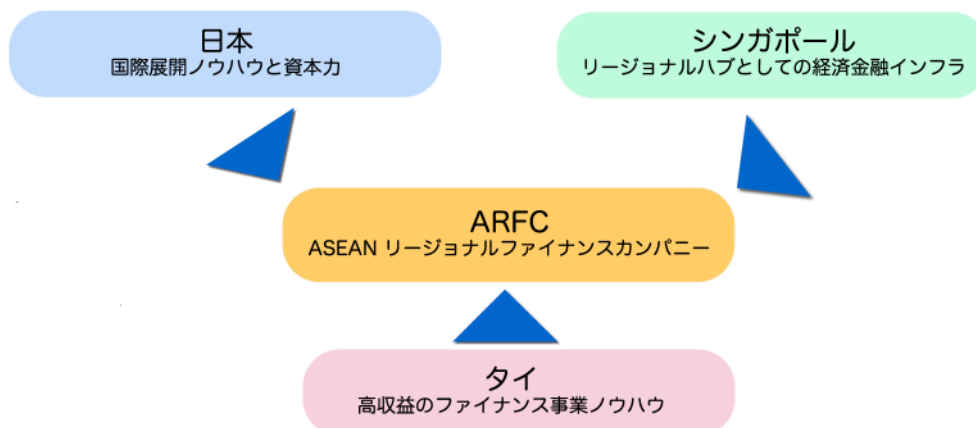 日本
国際展開ノウハウと資本力
シンガポール
リージョナルハブとしての経済金融インフラ
ARFC
ASEAN リージョナルファイナンスカンパニー
タイ
高収益のファイナンス事業ノウハウ